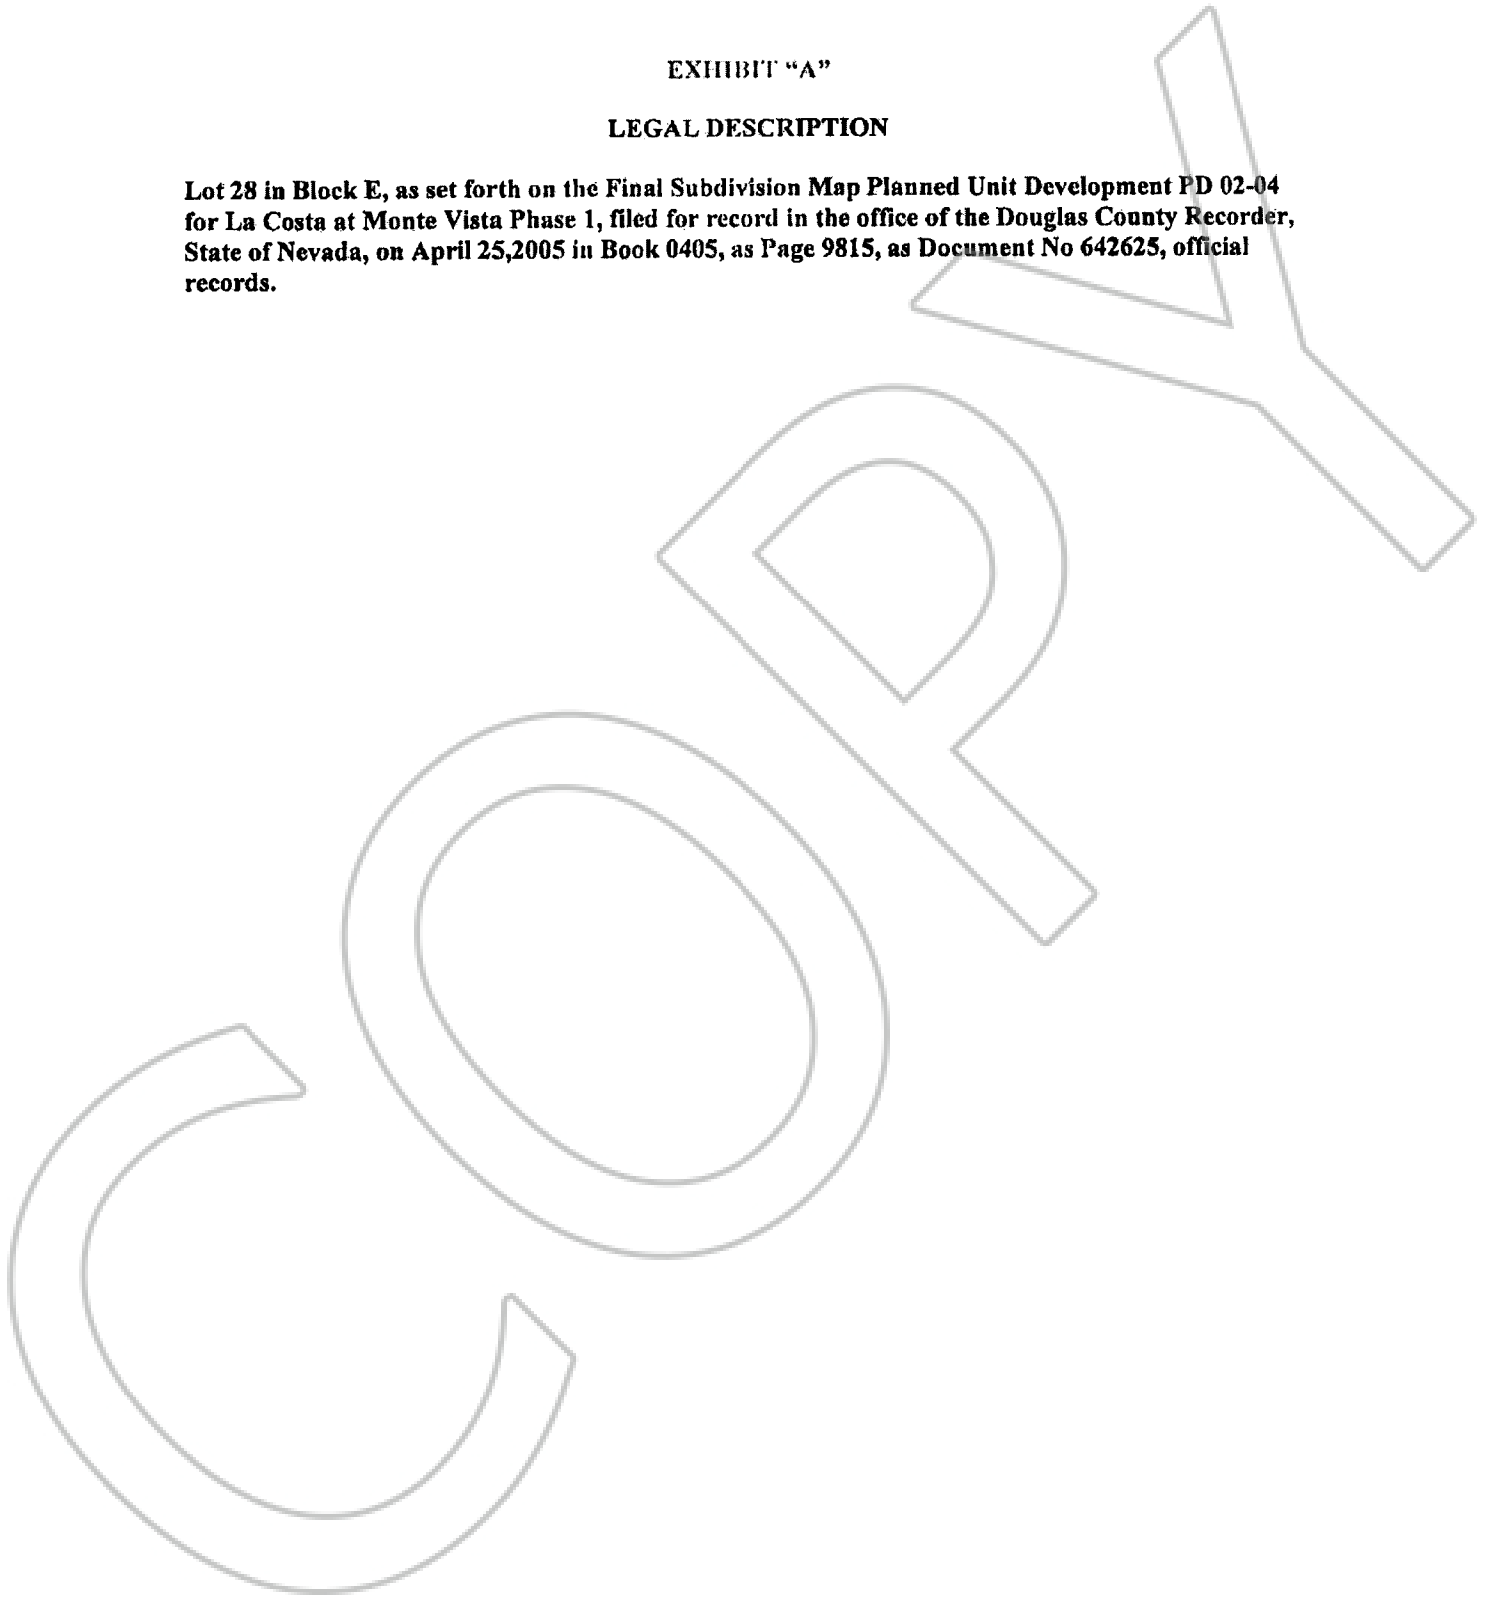 EXHIBIT “A”
LEGAL DESCRIPTION
Lot 28 in Block E, as set forth on the Final Subdivision Map Planned Unit Development PD 02-04
for La Costa at Monte Vista Phase 1, filed for record in the office of the Douglas County Recorder,
State of Nevada, on April 25,2005 in Book 0405, as Page 9815, as Document No 642625, official
records.
COPY